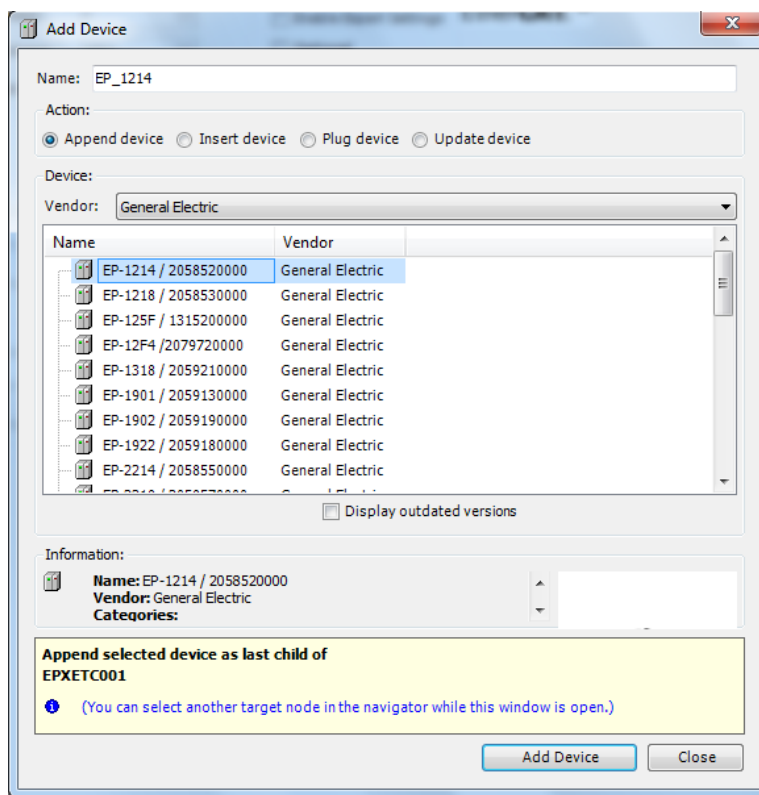 Add Device
Name: EP_1214
Action:
Append device Insert device Plug device Update device
Device:
Vendor: General Electric
Name Vendor
EP-1214 / 2058520000 General Electric
EP-1218 / 2058530000 General Electric
EP-125F / 1315200000 General Electric
EP-12F4 /2079720000 General Electric
EP-1318 / 2059210000 General Electric
EP-1901 / 2059130000 General Electric
EP-1902 / 2059190000 General Electric
EP-1922 / 2059180000 General Electric
EP-2214 / 2058550000 General Electric
Display outdated versions
Information:
Name: EP-1214 / 2058520000
Vendor: General Electric
Categories:
Append selected device as last child of
EPXETC001
(You can select another target node in the navigator while this window is open.)
Add Device Close